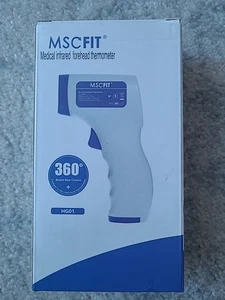 MSCFIT®
Medical infrared forehead thermometer
MSCFIT®
360°
+
HG01